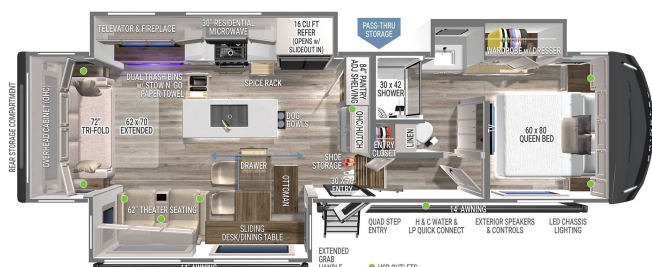 TELEVATOR & FIREPLACE
30" RESIDENTIAL
MICROWAVE
16 CU FT
REFER
(OPENS w/
SLIDEOUT IN)
PASS-THRU
STORAGE
WARDROBE w/ DRESSER
REAR STORAGE COMPARTMENT
OVERHEAD CABINET (OHC)
72"
TRI-FOLD
62 x 70
EXTENDED
DUAL TRASH BINS
w/ STOW N' GO
PAPER TOWEL
SPICE RACK
DOG
BOWLS
84" PANTRY
ADJ SHELVING
OHC/HUTCH
30 x 42
SHOWER
ENTRY
CLOSET
LINEN
TV
60 x 80
QUEEN BED
SHOE
STORAGE
ENTRY
DRAWER
OTTOMAN
62" THEATER SEATING
SLIDING
DESK/DINING TABLE
14' AWNING
QUAD STEP
ENTRY
H & C WATER &
LP QUICK CONNECT
EXTERIOR SPEAKERS
& CONTROLS
LED CHASSIS
LIGHTING
EXTENDED
GRAB
HANDLE
USB OUTLETS